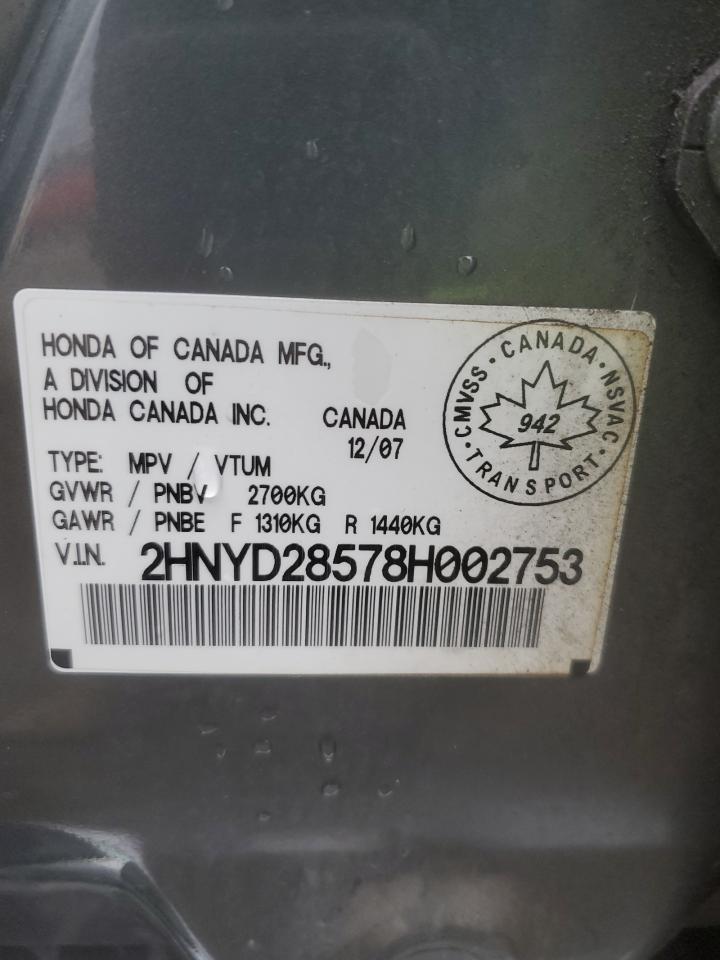 HONDA OF CANADA MFG.,
A DIVISION OF
HONDA CANADA INC. CANADA
12/07
TYPE: MPV / VTUM
GVWR / PNBV 2700KG
GAWR / PNBE F 1310KG R 1440KG
V.I.N. 2HNYD28578H002753
CMVSS · CANADA · NSVAC
942
· TRANSPORT ·